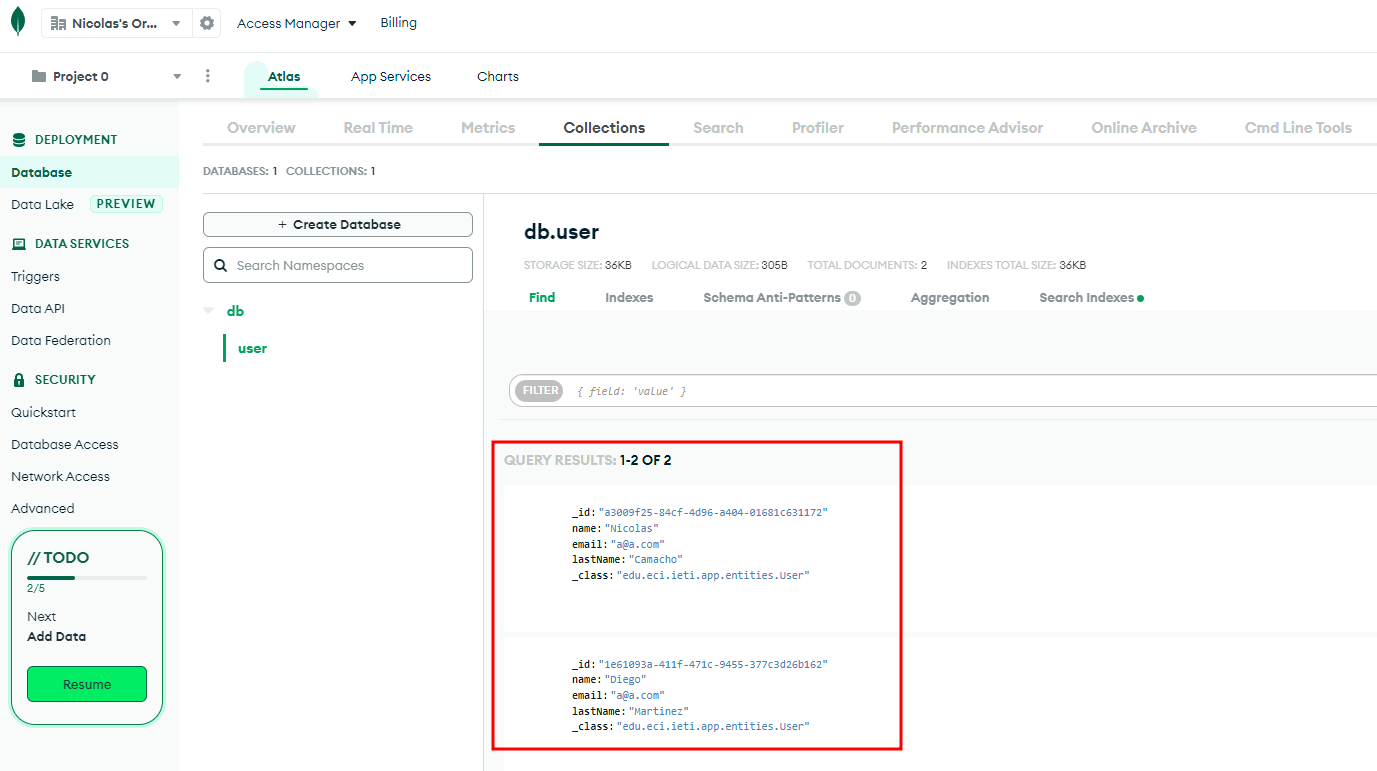 Nicolas's Or... Access Manager Billing
Project 0 Atlas App Services Charts
DEPLOYMENT
Database
Data Lake PREVIEW
DATA SERVICES
Triggers
Data API
Data Federation
SECURITY
Quickstart
Database Access
Network Access
Advanced
// TODO
2/5
Next
Add Data
Resume
Overview Real Time Metrics Collections Search Profiler Performance Advisor Online Archive Cmd Line Tools
DATABASES: 1 COLLECTIONS: 1
+ Create Database
Search Namespaces
db
user
db.user
STORAGE SIZE: 36KB LOGICAL DATA SIZE: 305B TOTAL DOCUMENTS: 2 INDEXES TOTAL SIZE: 36KB
Find Indexes Schema Anti-Patterns 0 Aggregation Search Indexes
FILTER { field: 'value' }
QUERY RESULTS: 1-2 OF 2
_id: "a3009f25-84cf-4d96-a404-01681c631172"
name: "Nicolas"
email: "a@a.com"
lastName: "Camacho"
_class: "edu.eci.ieti.app.entities.User"
_id: "1e61093a-411f-471c-9455-377c3d26b162"
name: "Diego"
email: "a@a.com"
lastName: "Martinez"
_class: "edu.eci.ieti.app.entities.User"